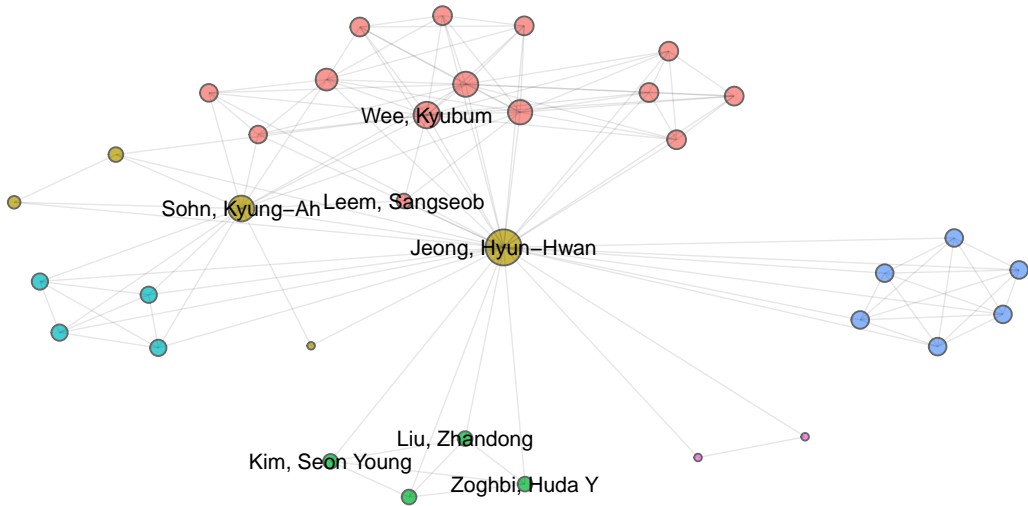 Wee, Kyubum
Leem, Sangseob
Sohn, Kyung−Ah
Jeong, Hyun−Hwan
Liu, Zhandong
Kim, Seon Young
Zoghbi, Huda Y